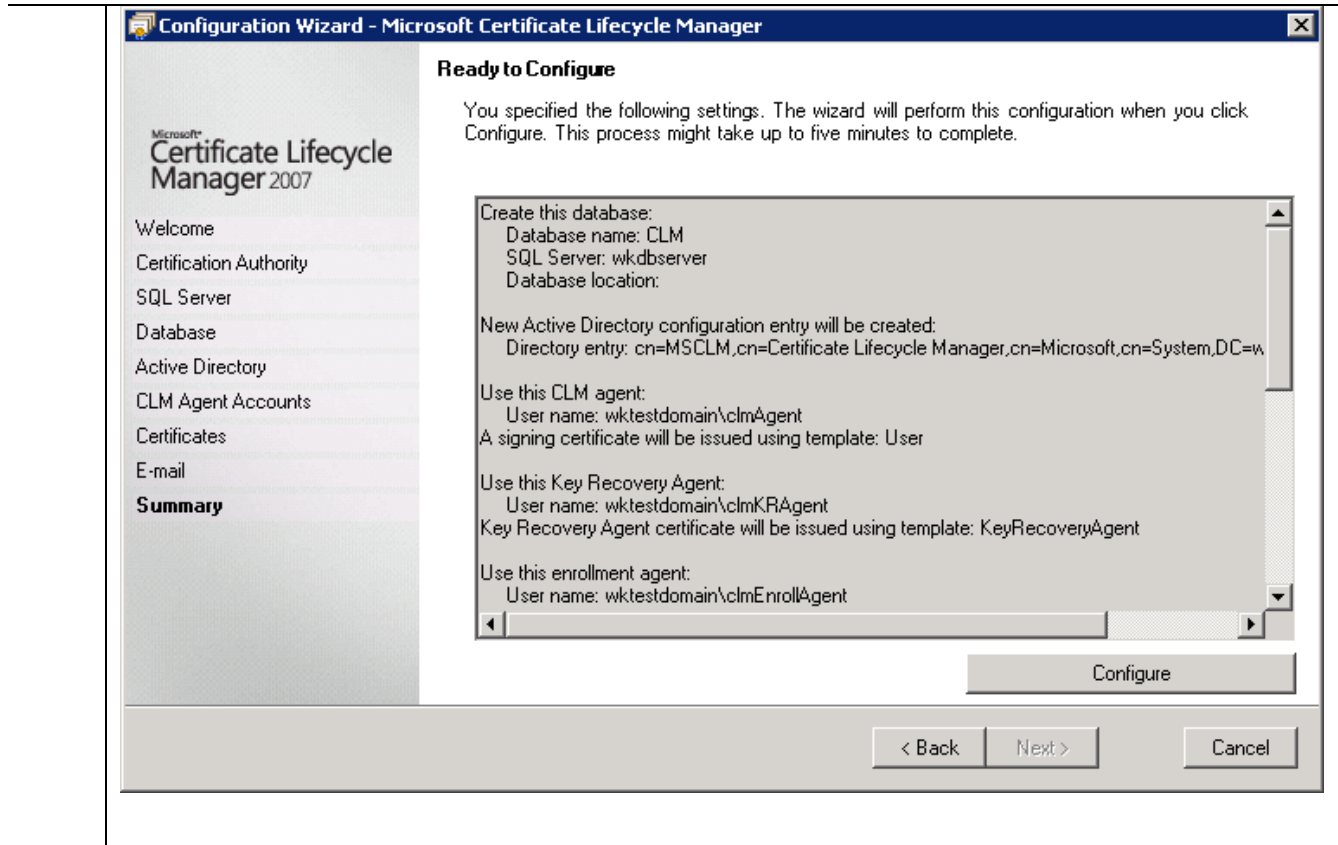 Configuration Wizard - Microsoft Certificate Lifecycle Manager
Microsoft
Certificate Lifecycle
Manager 2007
Welcome
Certification Authority
SQL Server
Database
Active Directory
CLM Agent Accounts
Certificates
E-mail
Summary
Ready to Configure
You specified the following settings. The wizard will perform this configuration when you click
Configure. This process might take up to five minutes to complete.
Create this database:
Database name: CLM
SQL Server: wkdbserver
Database location:
New Active Directory configuration entry will be created:
Directory entry: cn=MSCLM,cn=Certificate Lifecycle Manager,cn=Microsoft,cn=System,DC=w
Use this CLM agent:
User name: wktestdomain\clmAgent
A signing certificate will be issued using template: User
Use this Key Recovery Agent:
User name: wktestdomain\clmKRAgent
Key Recovery Agent certificate will be issued using template: KeyRecoveryAgent
Use this enrollment agent:
User name: wktestdomain\clmEnrollAgent
Configure
< Back
Next >
Cancel